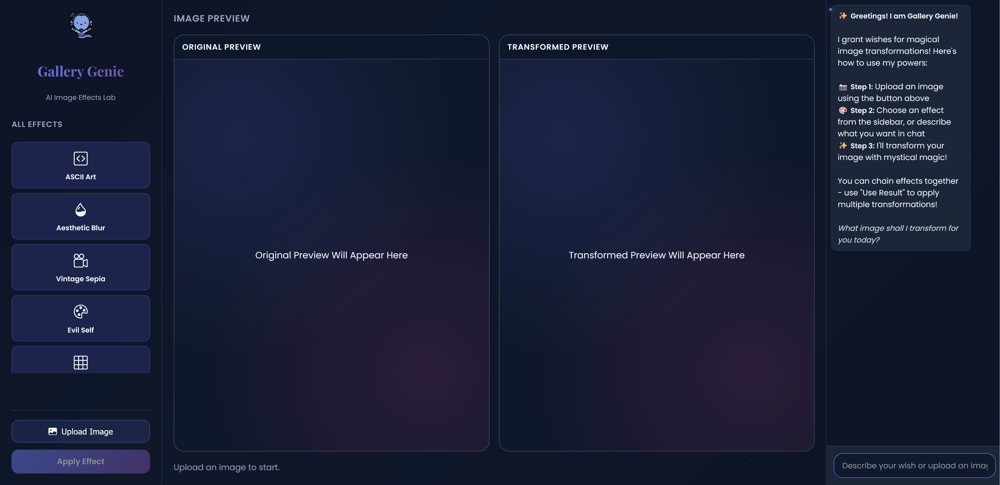 Gallery Genie
AI Image Effects Lab
ALL EFFECTS
ASCII Art
Aesthetic Blur
Vintage Sepia
Evil Self
Upload Image
Apply Effect
IMAGE PREVIEW
ORIGINAL PREVIEW
Original Preview Will Appear Here
TRANSFORMED PREVIEW
Transformed Preview Will Appear Here
Upload an image to start.
✨ Greetings! I am Gallery Genie!
I grant wishes for magical
image transformations! Here's
how to use my powers:
📸 Step 1: Upload an image
using the button above
🎨 Step 2: Choose an effect
from the sidebar, or describe
what you want in chat
✨ Step 3: I'll transform your
image with mystical magic!
You can chain effects together
- use "Use Result" to apply
multiple transformations!
What image shall I transform for
you today?
Describe your wish or upload an